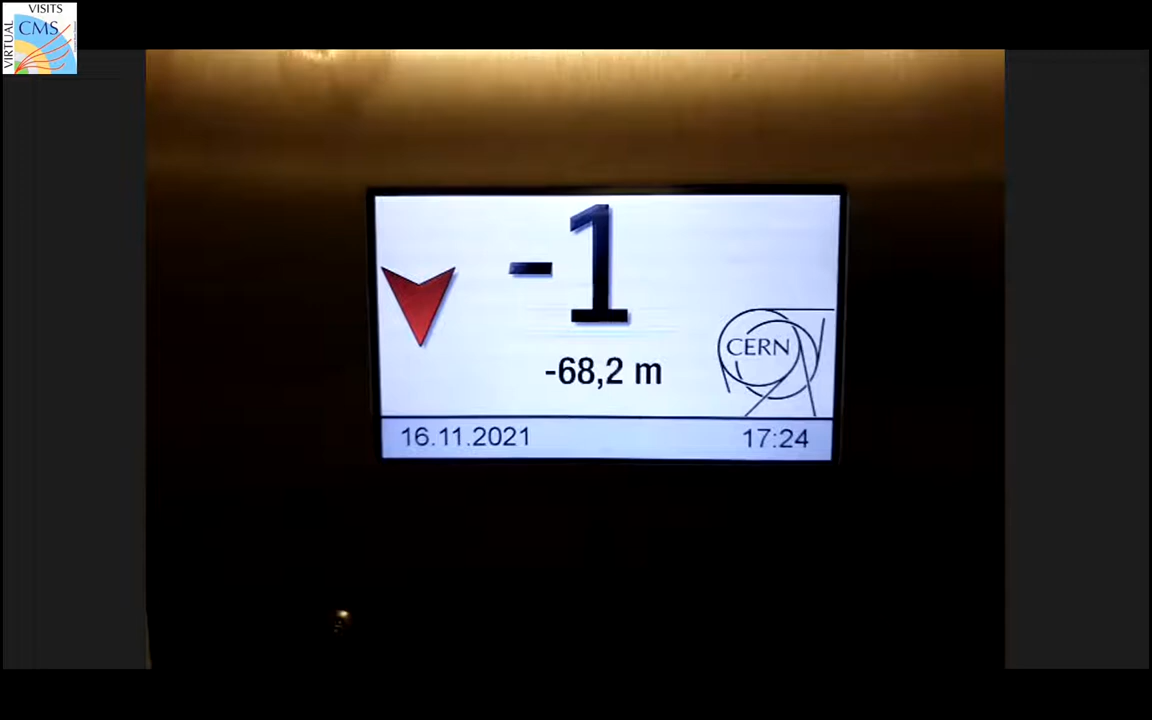 VISITS
CMS
VIRTUAL
-1
-68,2 m
CERN
16.11.2021
17:24